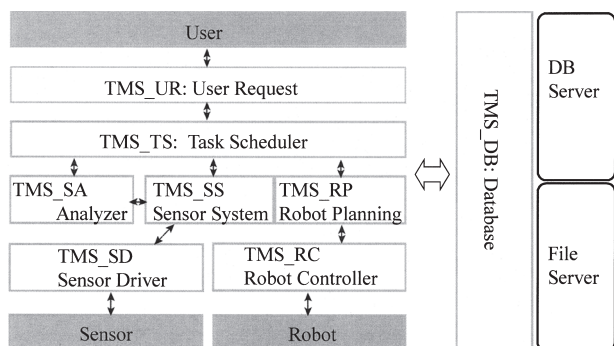 User
TMS_UR: User Request
TMS_TS: Task Scheduler
TMS_SA
Analyzer
TMS_SS
Sensor System
TMS_RP
Robot Planning
TMS_SD
Sensor Driver
TMS_RC
Robot Controller
Sensor
Robot
TMS_DB: Database
DB
Server
File
Server